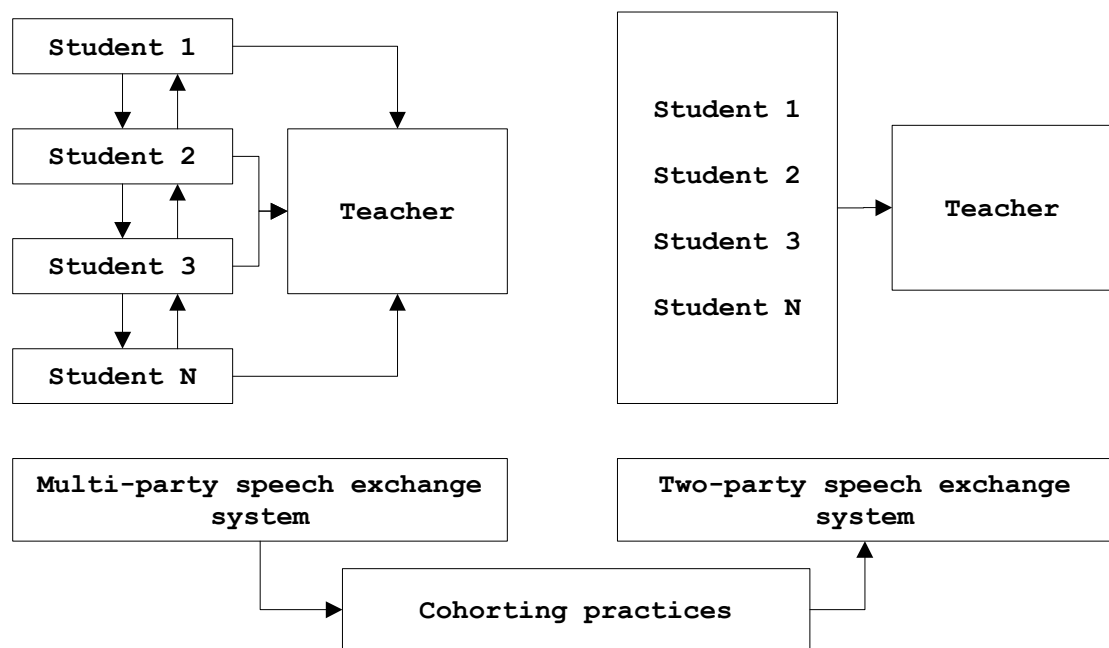 Student 1
Student 2
Student 3
Student N
Teacher
Student 1
Student 2
Student 3
Student N
Teacher
Multi-party speech exchange
system
Two-party speech exchange
system
Cohorting practices